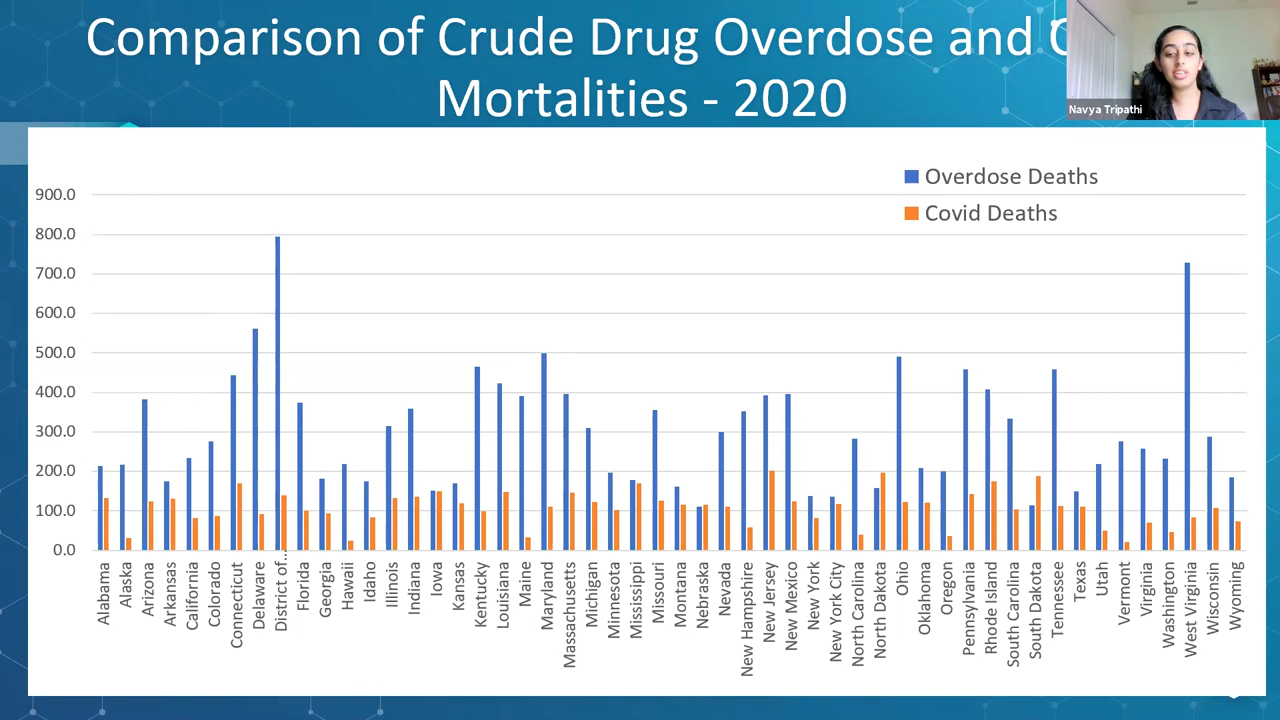 Comparison of Crude Drug Overdose and
Mortalities - 2020
Navya Tripathi
Overdose Deaths
Covid Deaths
900.0
800.0
700.0
600.0
500.0
400.0
300.0
200.0
100.0
0.0
Alabama
Alaska
Arizona
Arkansas
California
Colorado
Connecticut
Delaware
District of...
Florida
Georgia
Hawaii
Idaho
Illinois
Indiana
Iowa
Kansas
Kentucky
Louisiana
Maine
Maryland
Massachusetts
Michigan
Minnesota
Mississippi
Missouri
Montana
Nebraska
Nevada
New Hampshire
New Jersey
New Mexico
New York
New York City
North Carolina
North Dakota
Ohio
Oklahoma
Oregon
Pennsylvania
Rhode Island
South Carolina
South Dakota
Tennessee
Texas
Utah
Vermont
Virginia
Washington
West Virginia
Wisconsin
Wyoming